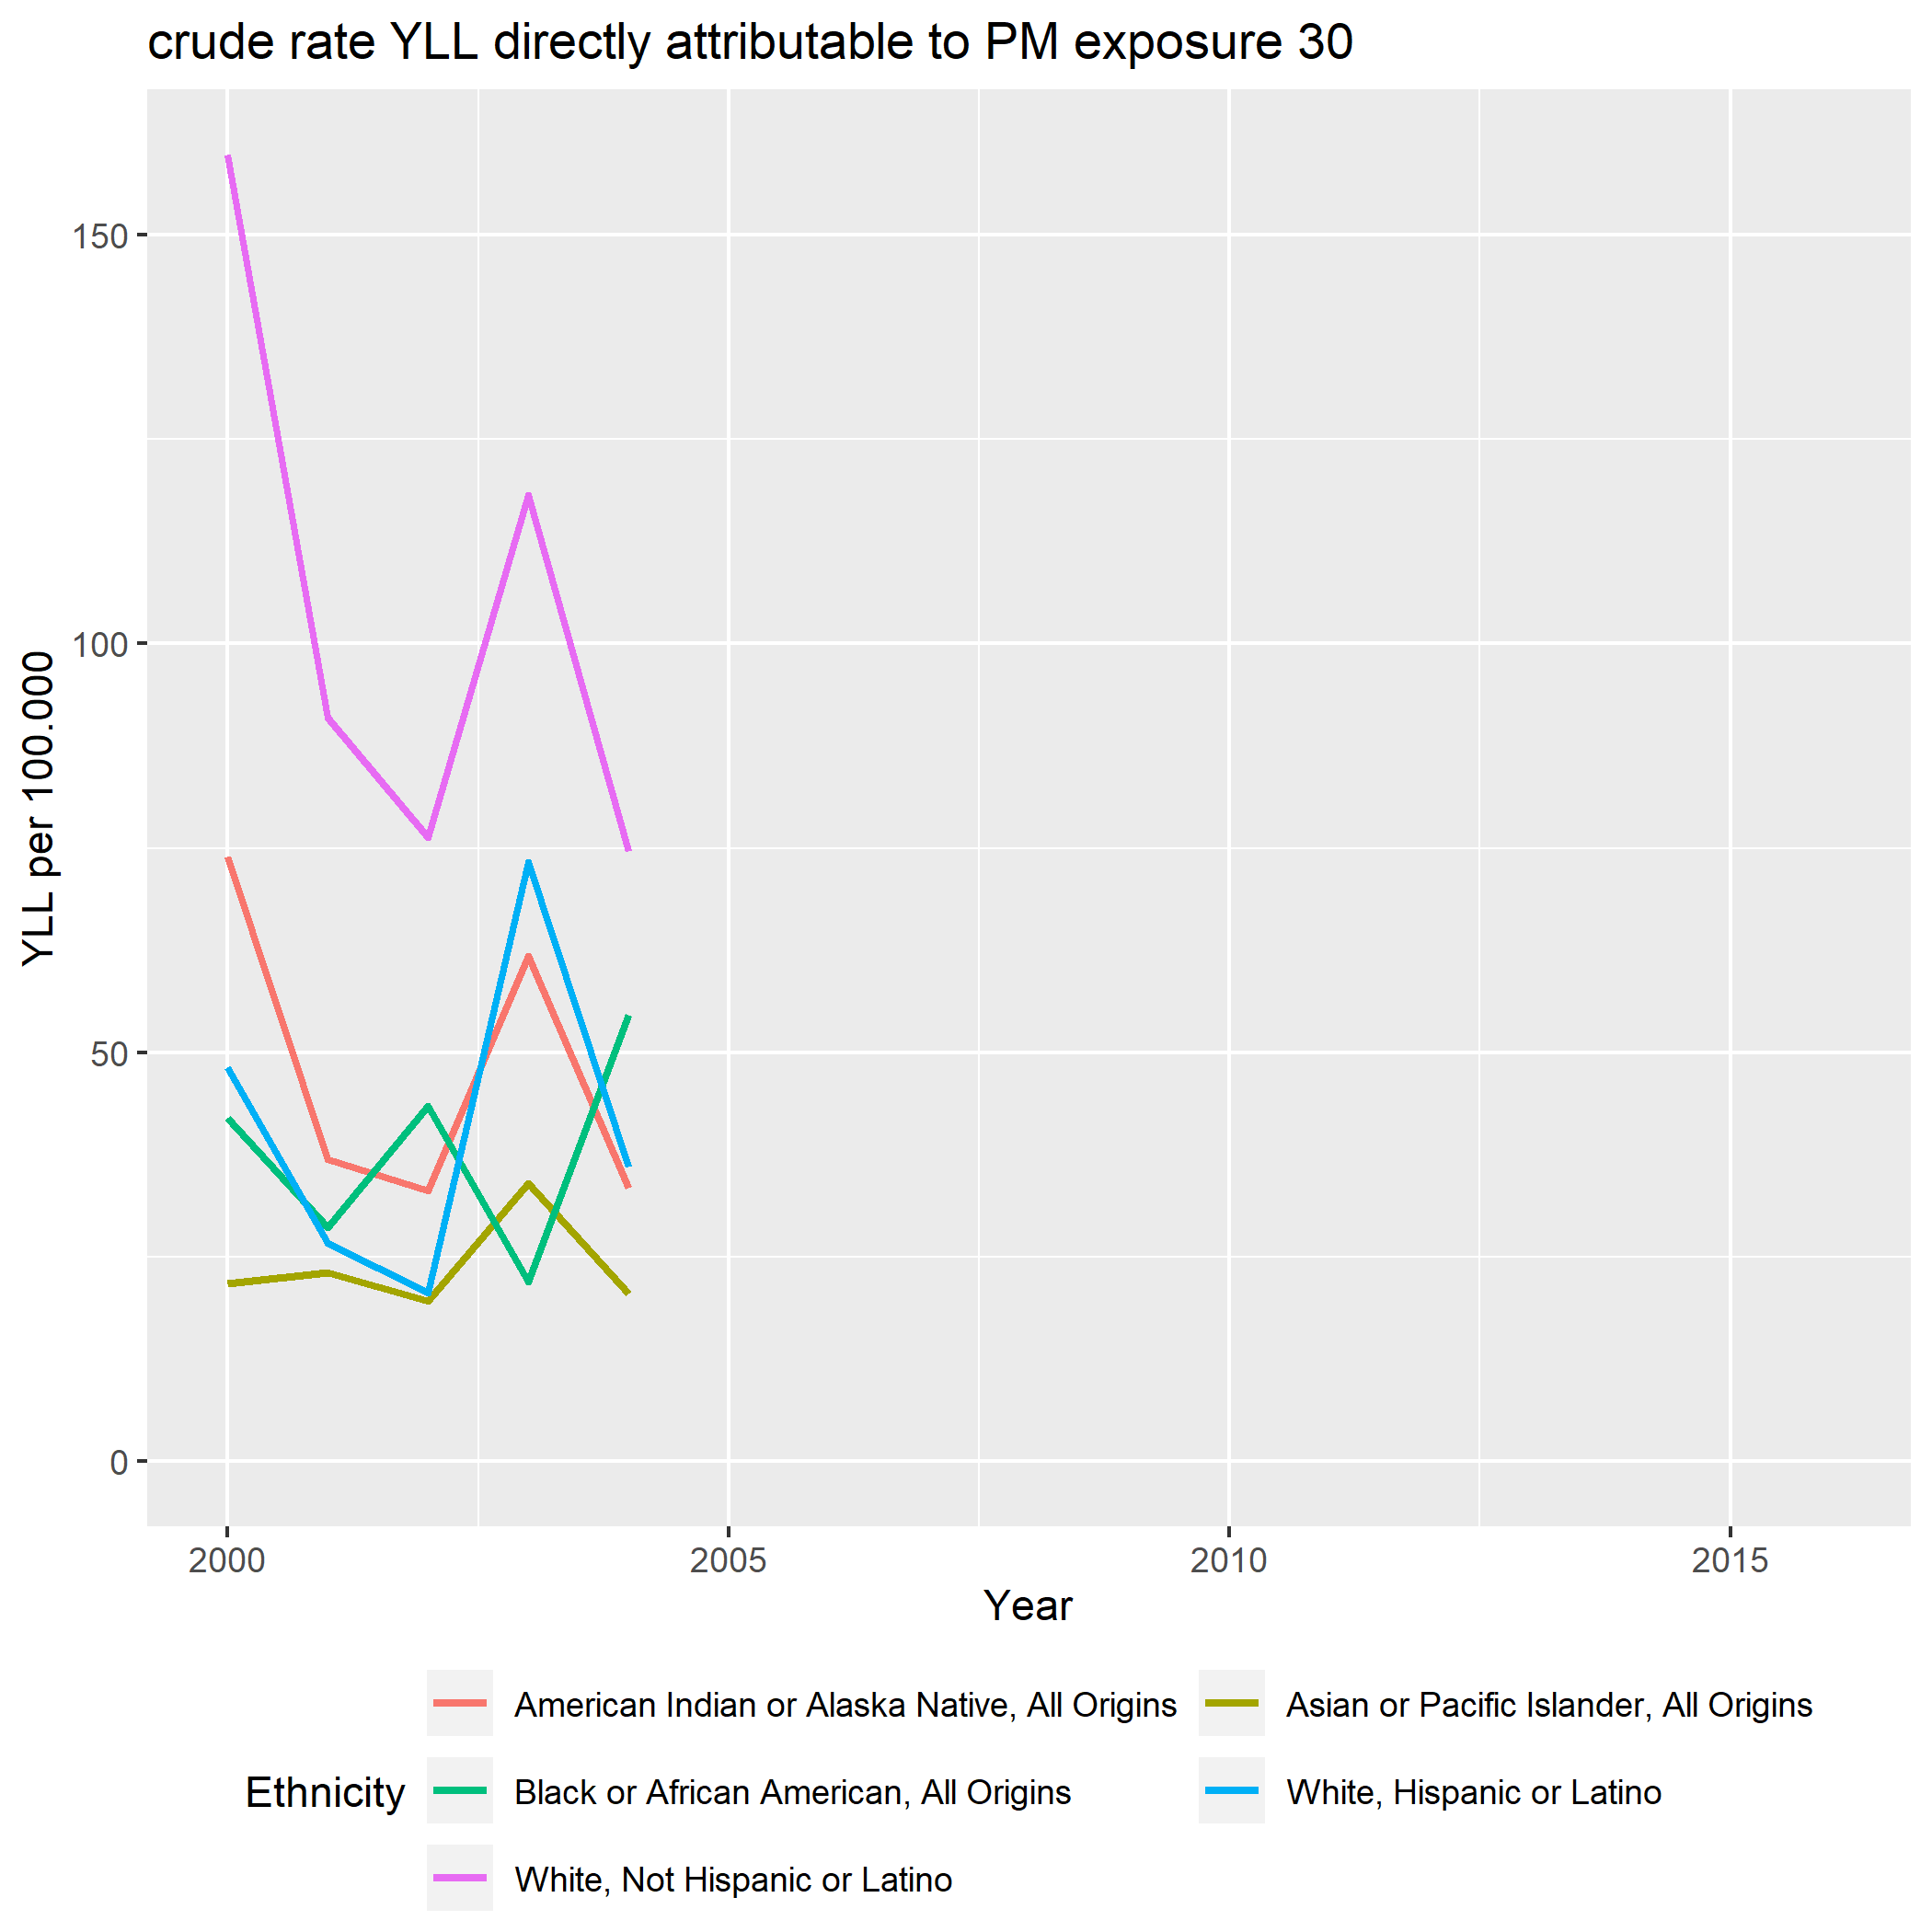 crude rate YLL directly attributable to PM exposure 30
YLL per 100.000
150
100
50
0
2000
2005
2010
2015
Year
Ethnicity
American Indian or Alaska Native, All Origins
Asian or Pacific Islander, All Origins
Black or African American, All Origins
White, Hispanic or Latino
White, Not Hispanic or Latino